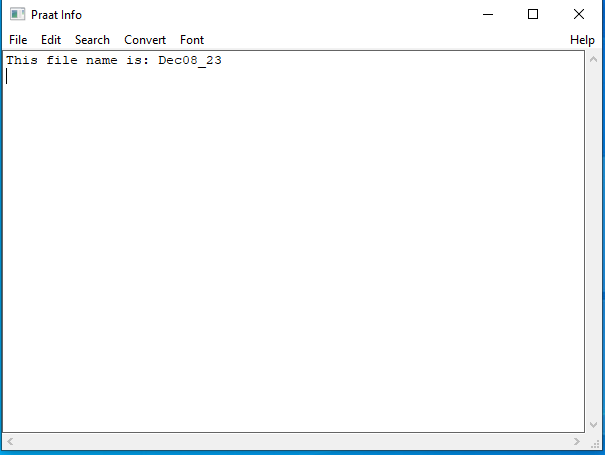 Praat Info
File Edit Search Convert Font Help
This file name is: Dec08_23